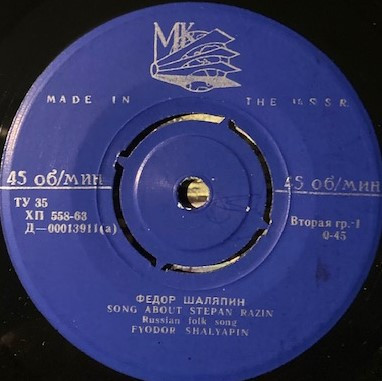 МК
MADE IN THE U.S.S.R.
45 об/мин 45 об/мин
ТУ 35
ХП 558-63
Д—00013911(а)
Вторая гр.-1
0-45
ФЕДОР ШАЛЯПИН
SONG ABOUT STEPAN RAZIN
Russian folk song
FYODOR SHALYAPIN